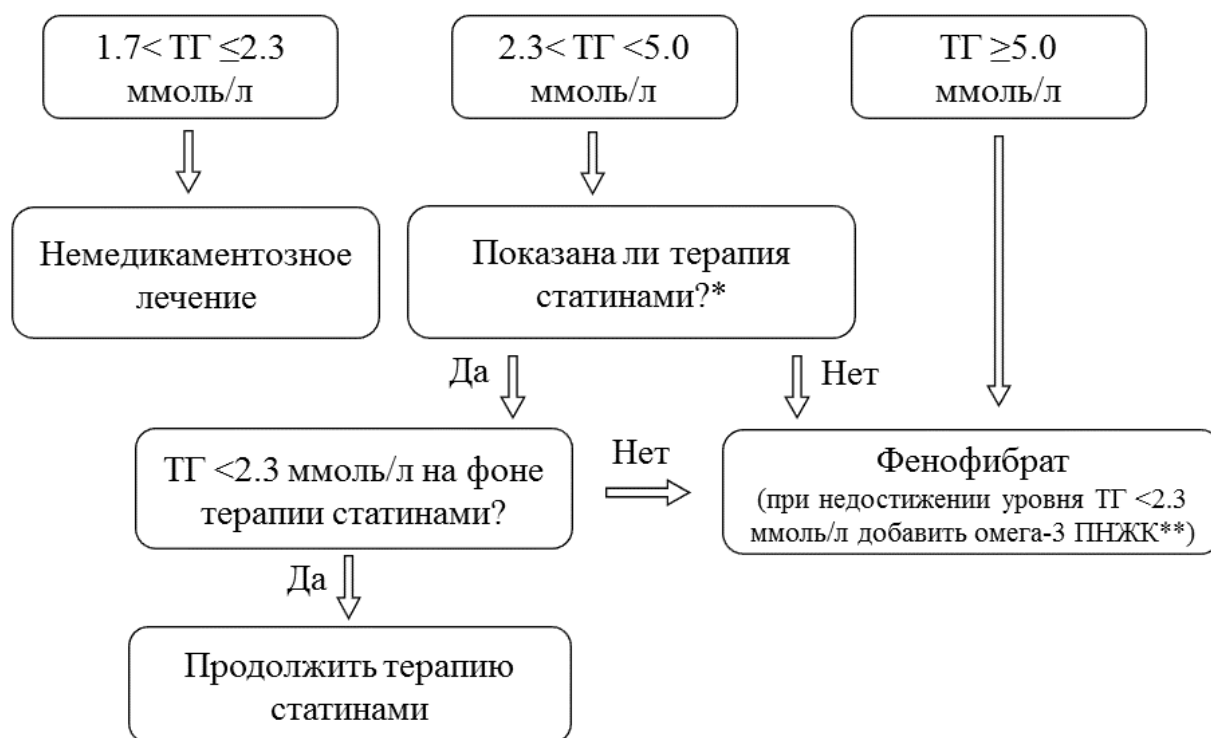 1.7< ТГ ≤2.3
ммоль/л
2.3< ТГ <5.0
ммоль/л
ТГ ≥5.0
ммоль/л
Немедикаментозное
лечение
Показана ли терапия
статинами?*
Да
Нет
ТГ <2.3 ммоль/л на фоне
терапии статинами?
Нет
Фенофибрат
(при недостижении уровня ТГ <2.3
ммоль/л добавить омега-3 ПНЖК**)
Да
Продолжить терапию
статинами